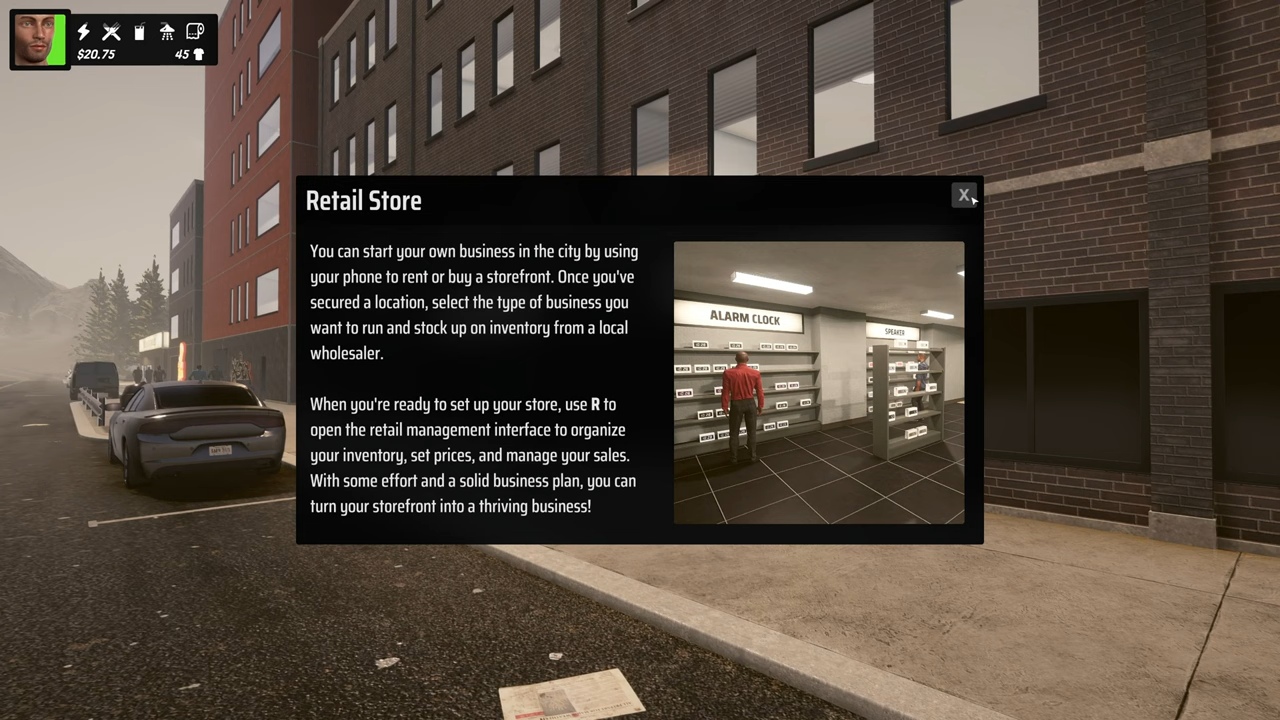 $20.75
45
Retail Store
X
You can start your own business in the city by using
your phone to rent or buy a storefront. Once you've
secured a location, select the type of business you
want to run and stock up on inventory from a local
wholesaler.
When you're ready to set up your store, use R to
open the retail management interface to organize
your inventory, set prices, and manage your sales.
With some effort and a solid business plan, you can
turn your storefront into a thriving business!
ALARM CLOCK
SPEAKER